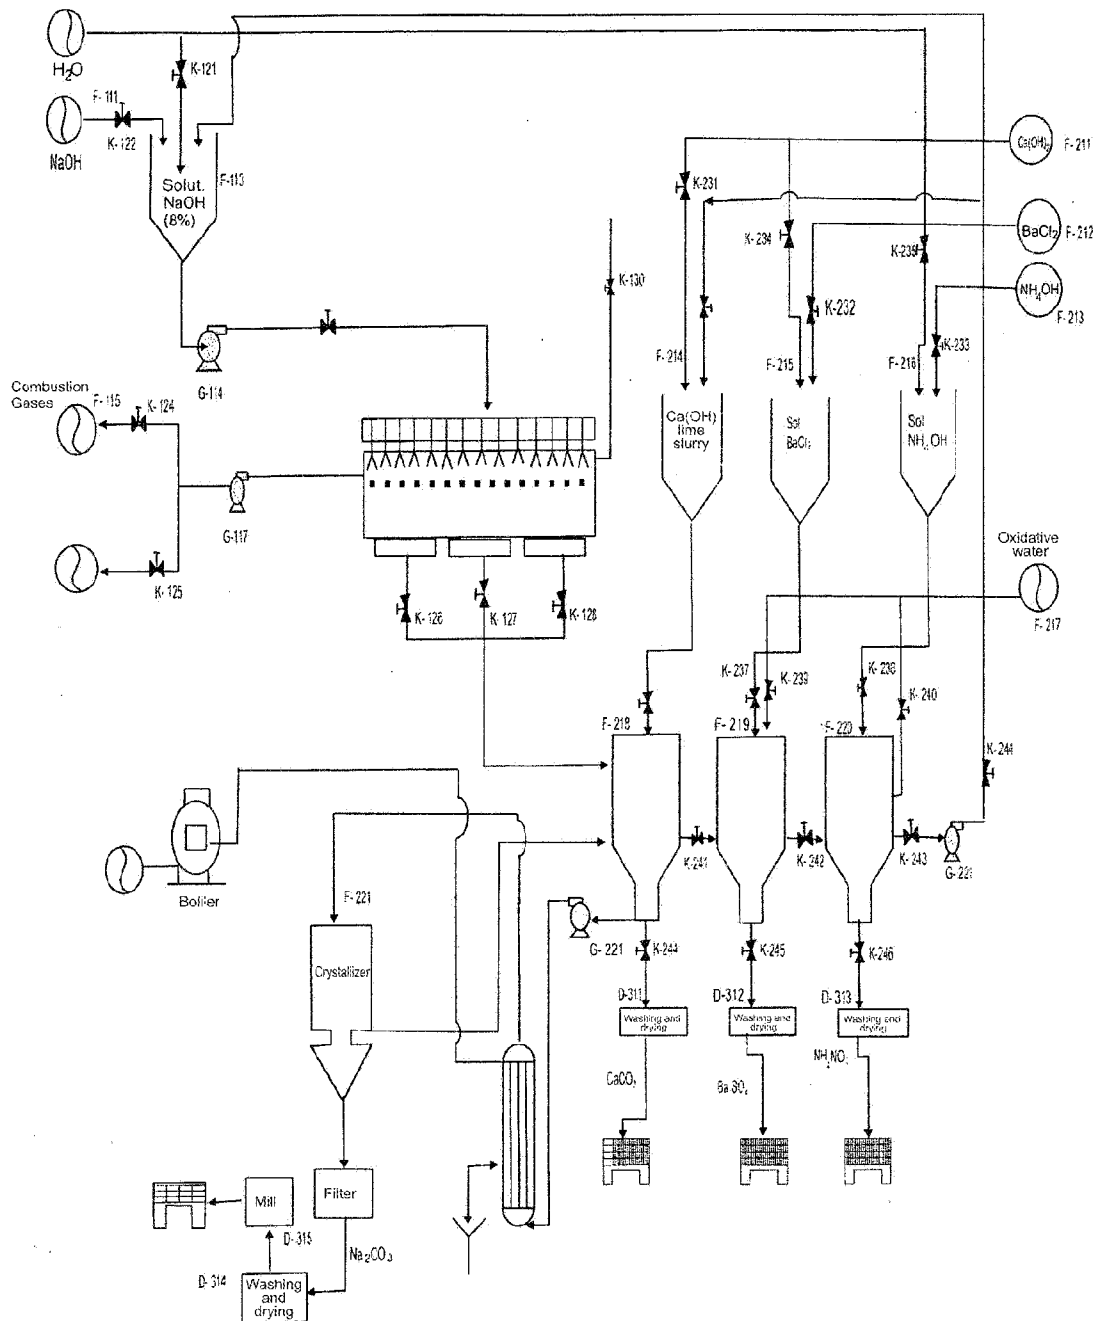 H2O
K-121
F-111
K-122
NaOH
F-113
Solut.
NaOH
(8%)
Ca(OH)2
F-211
K-231
K-234
BaCl2
F-212
K-235
K-130
K-232
NH4OH
F-213
K-233
F-214
F-215
F-216
G-114
Combustion
Gases
F-115
K-124
Ca(OH)
lime
slurry
Sol
BaCl2
Sol
NH4OH
G-117
K-125
Oxidative
water
F-217
K-126
K-127
K-128
K-237
K-239
K-238
K-240
F-218
F-219
F-220
K-244
K-241
K-242
K-243
G-221
Boliler
F-221
Crystallizer
G-221
K-244
K-245
K-246
D-311
D-312
D-313
Washing and
drying
Washing and
drying
Washing and
drying
CaCO3
BaSO4
Mill
Filter
D-315
Na2CO3
D-314
Washing
and
drying